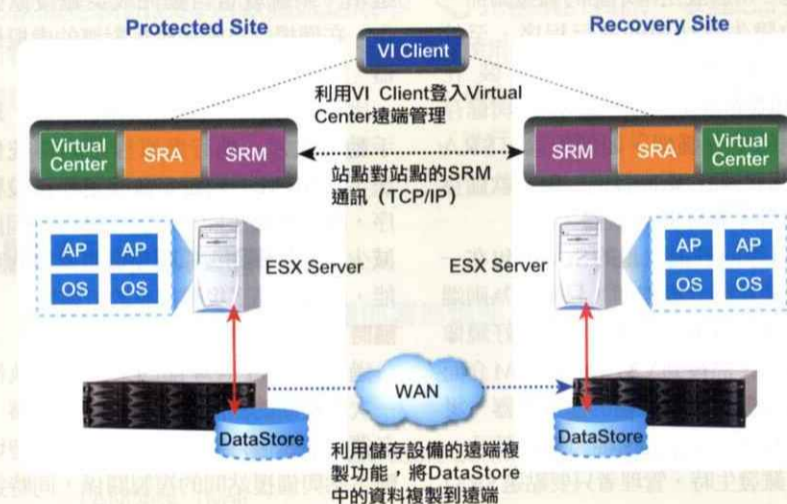 Protected Site
Recovery Site
VI Client
利用VI Client登入Virtual
Center遠端管理
Virtual
Center
SRA
SRM
SRM
SRA
Virtual
Center
站點對站點的SRM
通訊（TCP/IP）
AP
AP
OS
OS
ESX Server
ESX Server
AP
AP
OS
OS
WAN
DataStore
DataStore
利用儲存設備的遠端複
製功能，將DataStore
中的資料複製到遠端